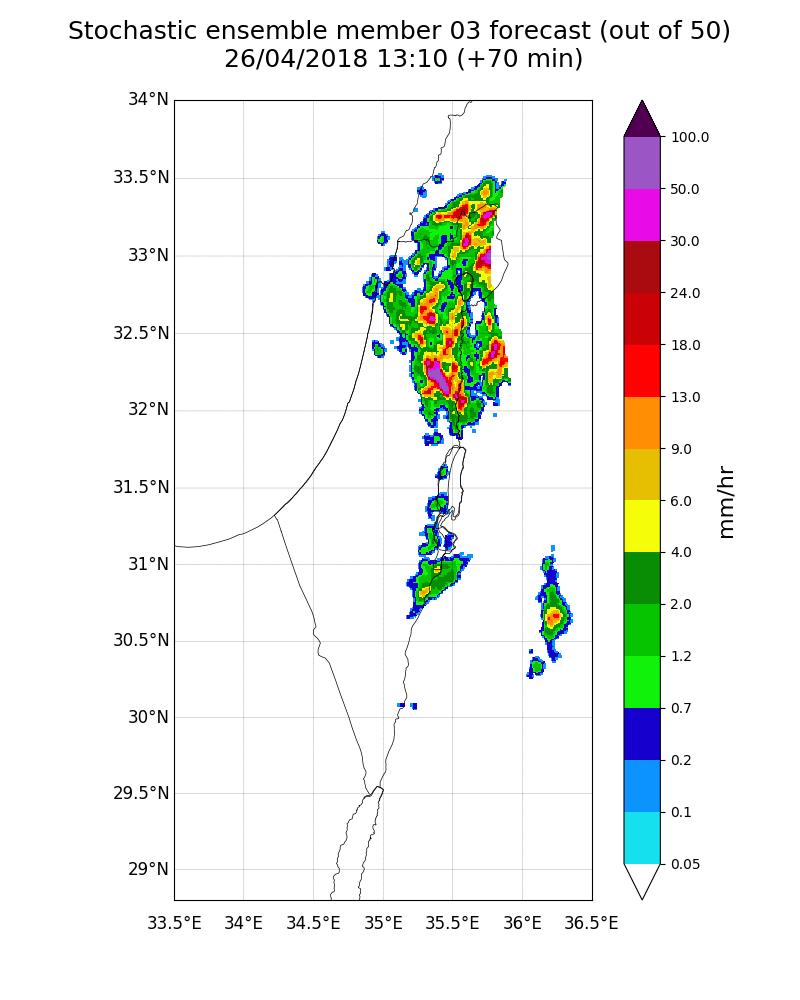 Stochastic ensemble member 03 forecast (out of 50)
26/04/2018 13:10 (+70 min)
34°N
33.5°N
33°N
32.5°N
32°N
31.5°N
31°N
30.5°N
30°N
29.5°N
29°N
33.5°E 34°E 34.5°E 35°E 35.5°E 36°E 36.5°E
100.0
50.0
30.0
24.0
18.0
13.0
9.0
6.0
4.0
2.0
1.2
0.7
0.2
0.1
0.05
mm/hr